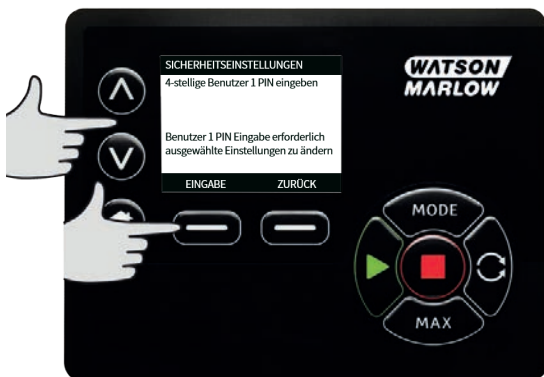 SICHERHEITSEINSTELLUNGEN
4-stellige Benutzer 1 PIN eingeben
Benutzer 1 PIN Eingabe erforderlich
ausgewählte Einstellungen zu ändern
EINGABE ZURÜCK
WATSON
MARLOW
MODE
MAX